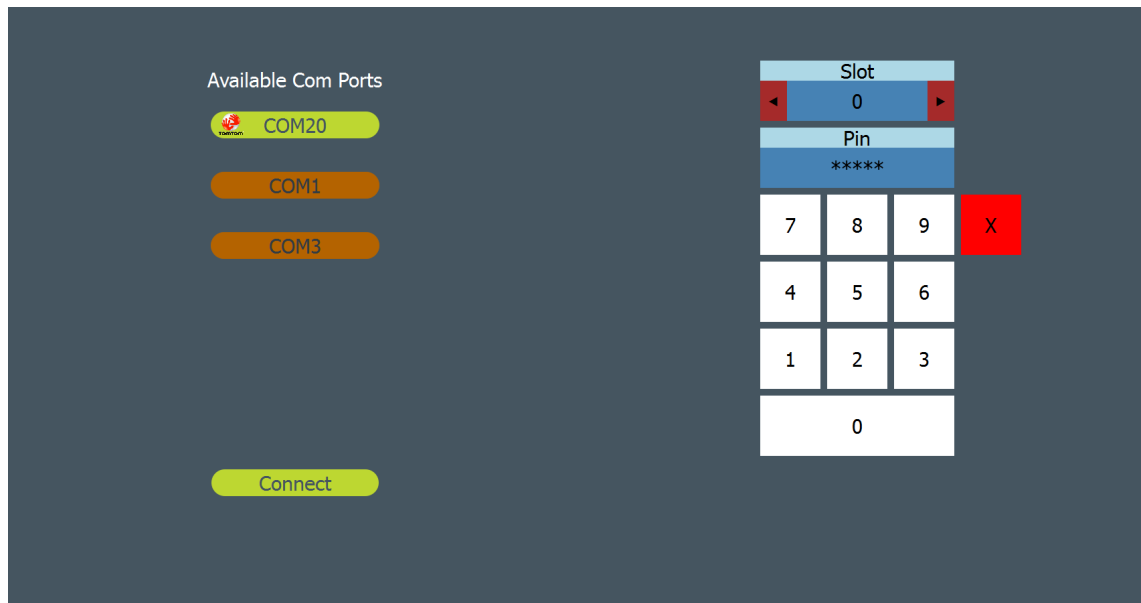 Available Com Ports
TOMTOM COM20
COM1
COM3
Connect
Slot
◄ 0 ►
Pin
*****
7 8 9 X
4 5 6
1 2 3
0